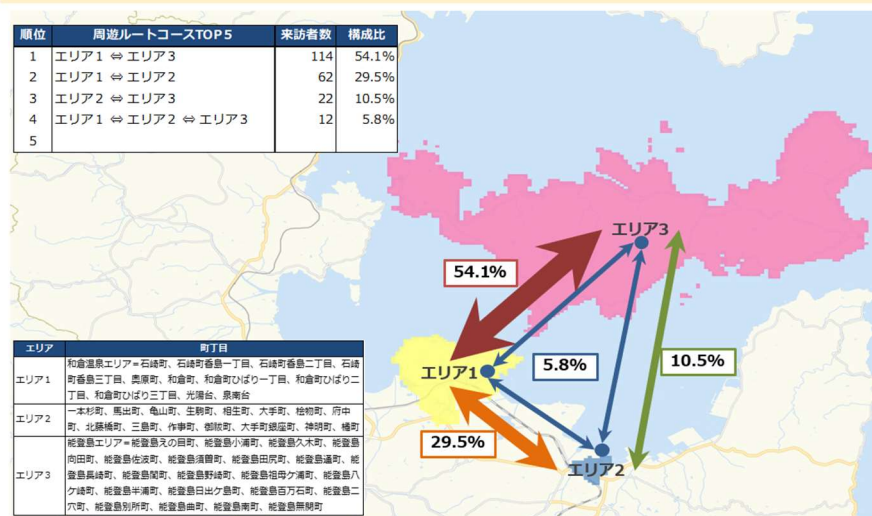 順位 周遊ルートコースTOP5 来訪者数 構成比
1 エリア1 ⇔ エリア3 114 54.1%
2 エリア1 ⇔ エリア2 62 29.5%
3 エリア2 ⇔ エリア3 22 10.5%
4 エリア1 ⇔ エリア2 ⇔ エリア3 12 5.8%
5
エリア3
54.1%
エリア1
5.8%
10.5%
29.5%
エリア2
エリア 町丁目
エリア1
和倉温泉エリア=石崎町、石崎町香島一丁目、石崎町香島二丁目、石崎
町香島三丁目、奥原町、和倉町、和倉町ひばり一丁目、和倉町ひばり二
丁目、和倉町ひばり三丁目、光陽台、泉南台
エリア2
一本杉町、馬出町、亀山町、生駒町、相生町、大手町、桧物町、府中
町、北藤橋町、三島町、作事町、御祓町、大手町銀座町、神明町、橘町
エリア3
能登島エリア=能登島えの目町、能登島小浦町、能登島久木町、能登島
向田町、能登島佐波町、能登島須曽町、能登島田尻町、能登島通町、能
登島長崎町、能登島閨町、能登島野崎町、能登島祖母ケ浦町、能登島八
ケ崎町、能登島半浦町、能登島日出ケ島町、能登島百万石町、能登島二
穴町、能登島別所町、能登島曲町、能登島南町、能登島無関町